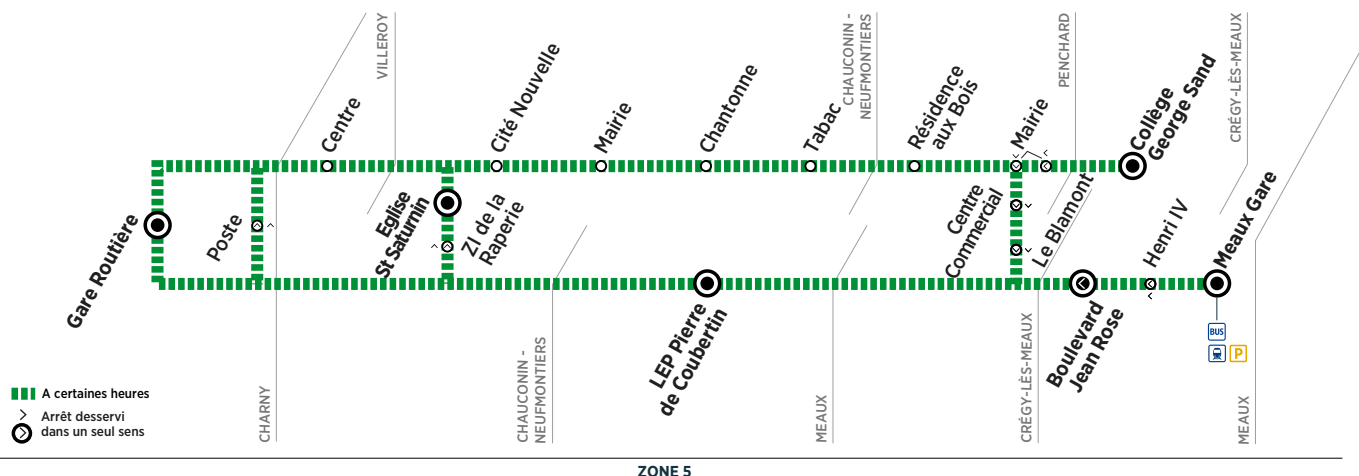 VILLEROY
CHAUCONIN -
NEUFMONTIERS
PENCHARD
CRÉGY-LÈS-MEAUX
Centre
Cité Nouvelle
Mairie
Chantonne
Tabac
Résidence
aux Bois
Mairie
Collège
George Sand
Gare Routière
Poste
Eglise
St Saturnin
ZI de la
Raperie
Centre
Commercial
Le Blamont
Henri IV
Meaux Gare
LEP Pierre
de Coubertin
Boulevard
Jean Rose
BUS
P
CHARNY
CHAUCONIN -
NEUFMONTIERS
MEAUX
CRÉGY-LÈS-MEAUX
MEAUX
A certaines heures
Arrêt desservi
dans un seul sens
ZONE 5